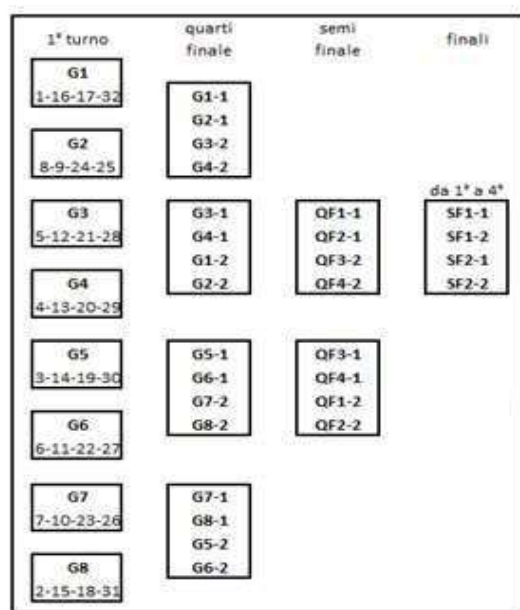 1° turno
quarti
finale
semi
finale
finali
G1
1-16-17-32
G2
8-9-24-25
G3
5-12-21-28
G4
4-13-20-29
G5
3-14-19-30
G6
6-11-22-27
G7
7-10-23-26
G8
2-15-18-31
G1-1
G2-1
G3-2
G4-2
G3-1
G4-1
G1-2
G2-2
G5-1
G6-1
G7-2
G8-2
G7-1
G8-1
G5-2
G6-2
QF1-1
QF2-1
QF3-2
QF4-2
QF3-1
QF4-1
QF1-2
QF2-2
da 1° a 4°
SF1-1
SF1-2
SF2-1
SF2-2